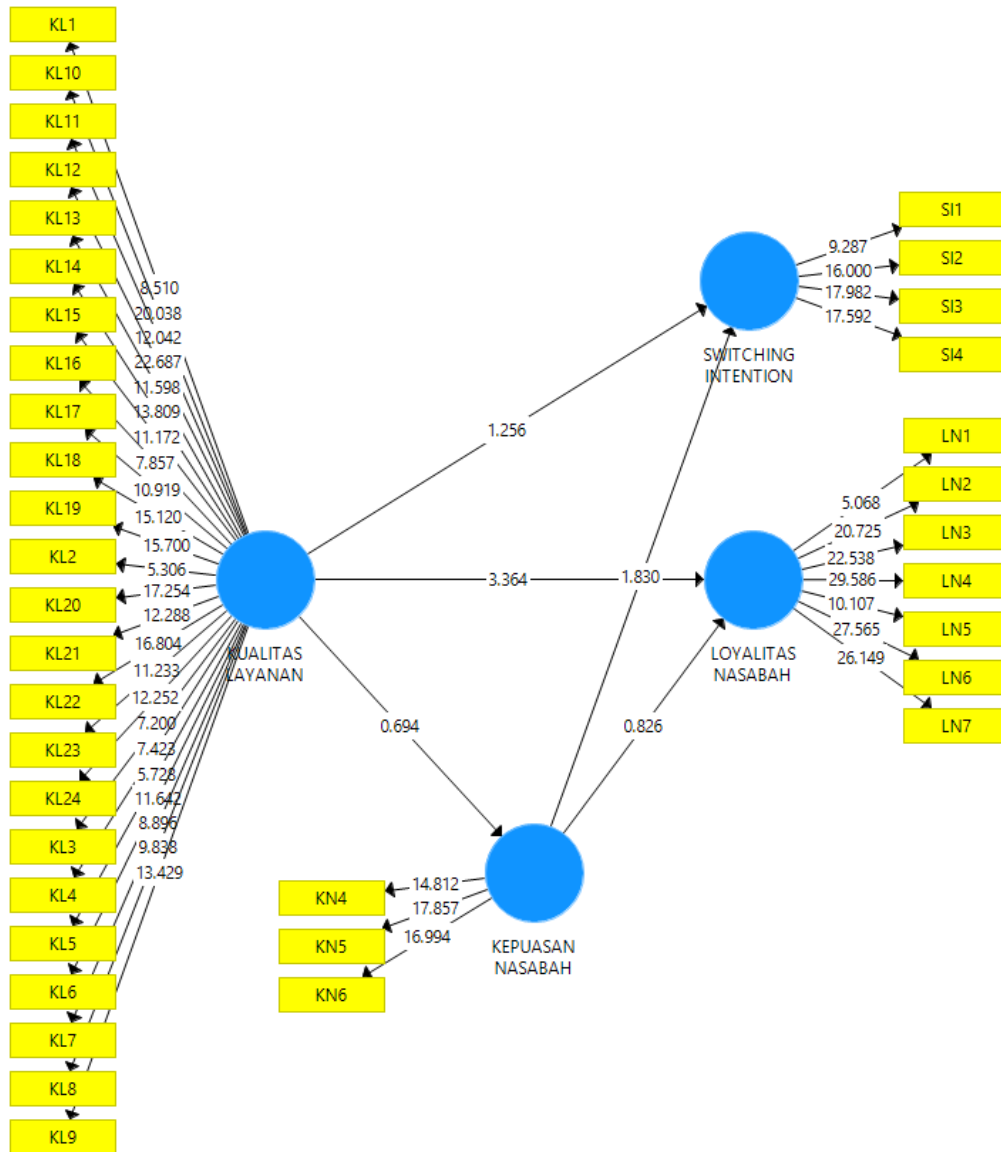 KL1
KL10
KL11
KL12
KL13
KL14
KL15
KL16
KL17
KL18
KL19
KL2
KL20
KL21
KL22
KL23
KL24
KL3
KL4
KL5
KL6
KL7
KL8
KL9
8.510
20.038
12.042
22.687
11.598
13.809
11.172
7.857
10.919
15.120
15.700
5.306
17.254
12.288
16.804
11.233
12.252
7.200
7.423
5.728
11.642
8.896
9.838
13.429
KUALITAS
LAYANAN
1.256
3.364
0.694
1.830
0.826
SWITCHING
INTENTION
9.287
16.000
17.982
17.592
SI1
SI2
SI3
SI4
LOYALITAS
NASABAH
5.068
20.725
22.538
29.586
10.107
27.565
26.149
LN1
LN2
LN3
LN4
LN5
LN6
LN7
KEPUASAN
NASABAH
14.812
17.857
16.994
KN4
KN5
KN6